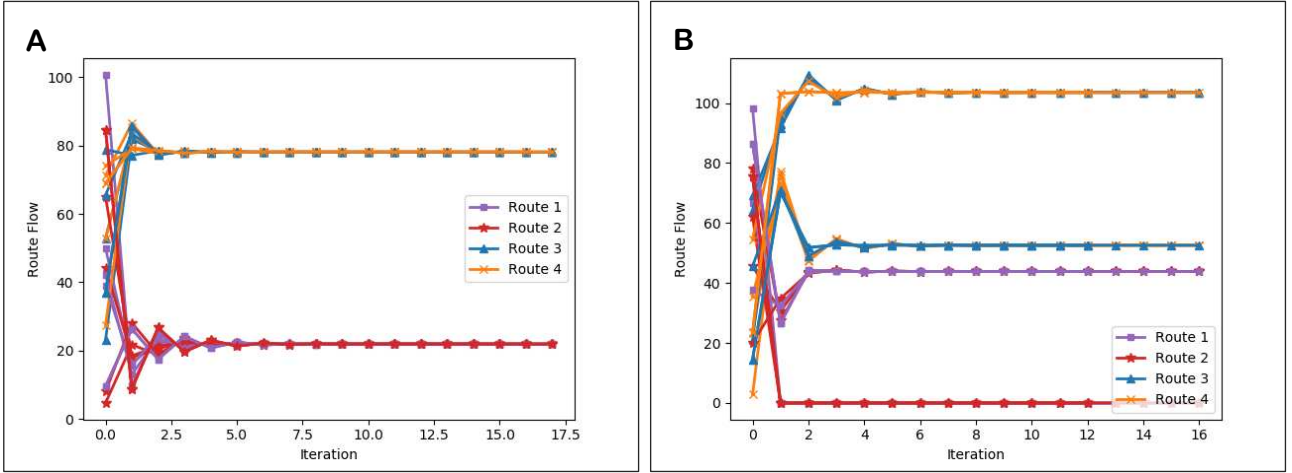 A
Route Flow
100
80
60
40
20
0
0.0 2.5 5.0 7.5 10.0 12.5 15.0 17.5
Iteration
Route 1
Route 2
Route 3
Route 4
B
Route Flow
100
80
60
40
20
0
0 2 4 6 8 10 12 14 16
Iteration
Route 1
Route 2
Route 3
Route 4